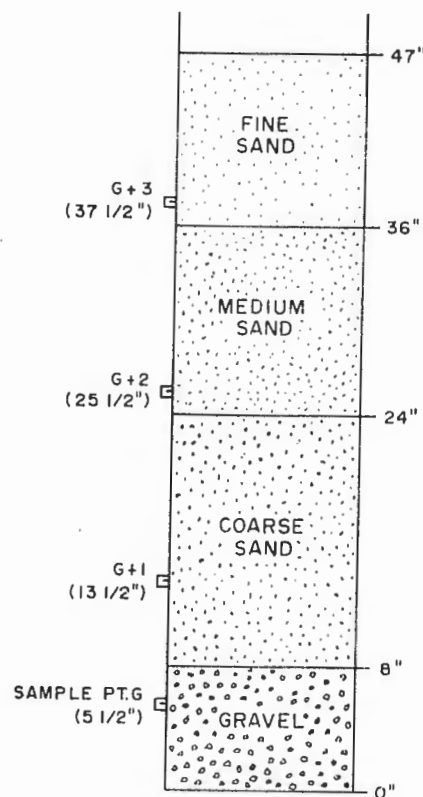 47"
FINE
SAND
G+3
(37 1/2")
36"
MEDIUM
SAND
G+2
(25 1/2")
24"
COARSE
SAND
G+1
(13 1/2")
8"
SAMPLE PT.G
(5 1/2")
GRAVEL
0"